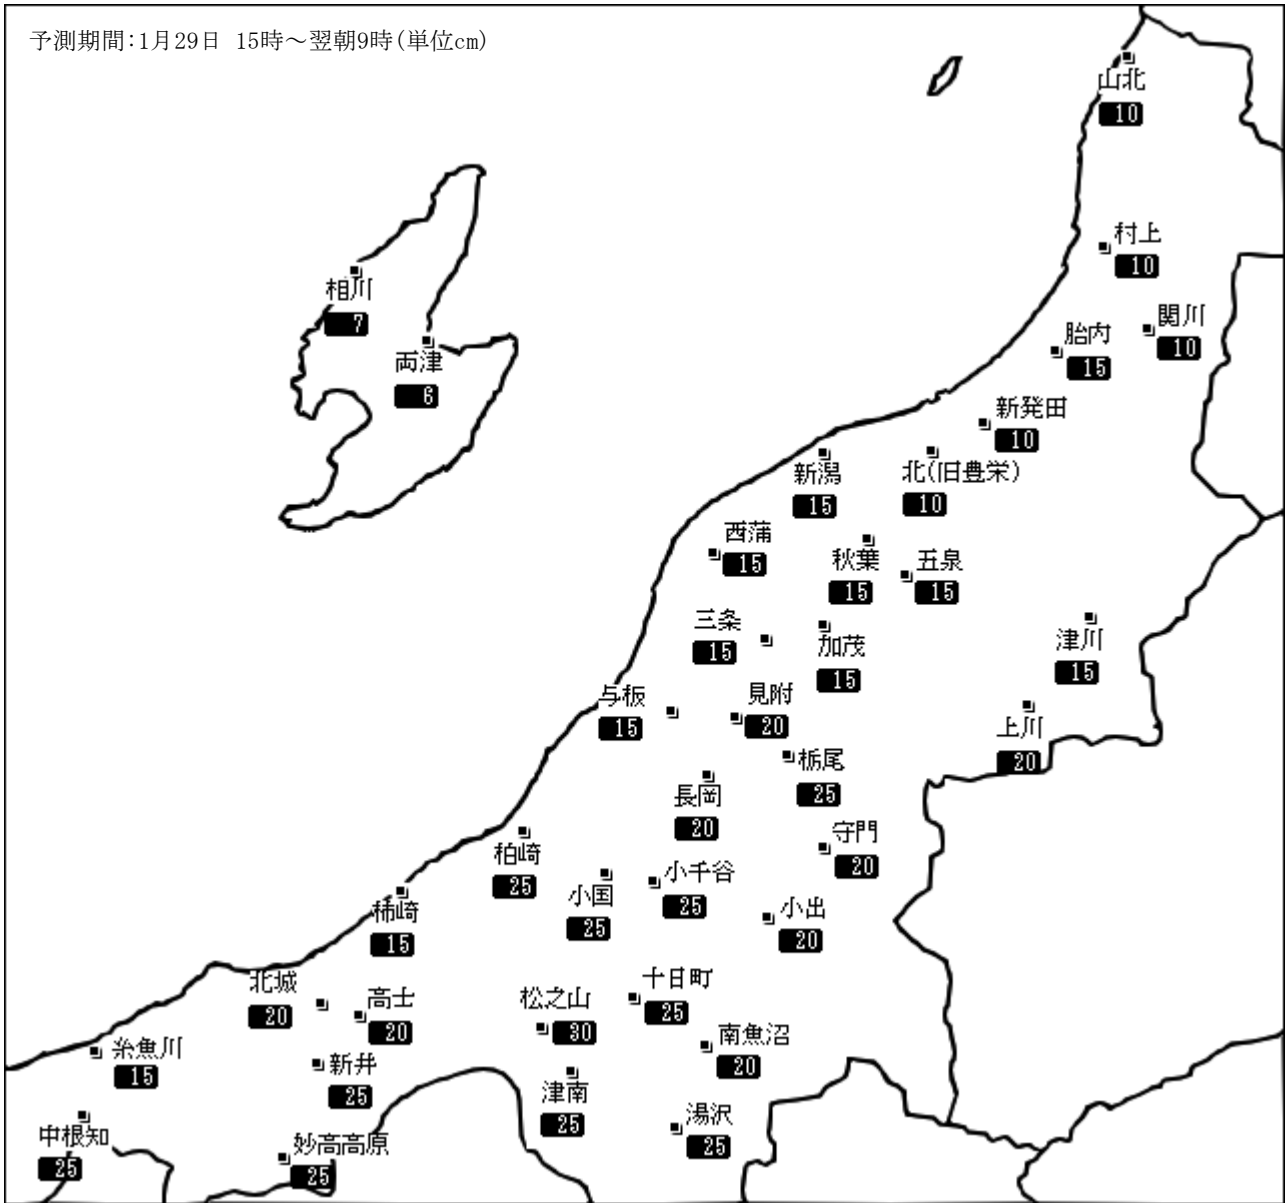 予測期間:1月29日 15時～翌朝9時(単位cm)
山北
10
村上
10
相川
7
関川
10
胎内
15
両津
6
新発田
10
新潟
15
北(旧豊栄)
10
西蒲
15
秋葉
15
五泉
15
三条
15
加茂
15
津川
15
与板
15
見附
20
上川
20
栃尾
25
長岡
20
守門
20
柏崎
25
小国
25
小千谷
25
小出
20
柿崎
15
北城
20
高士
20
松之山
30
十日町
25
南魚沼
20
糸魚川
15
新井
25
津南
25
湯沢
25
中根知
25
妙高高原
25